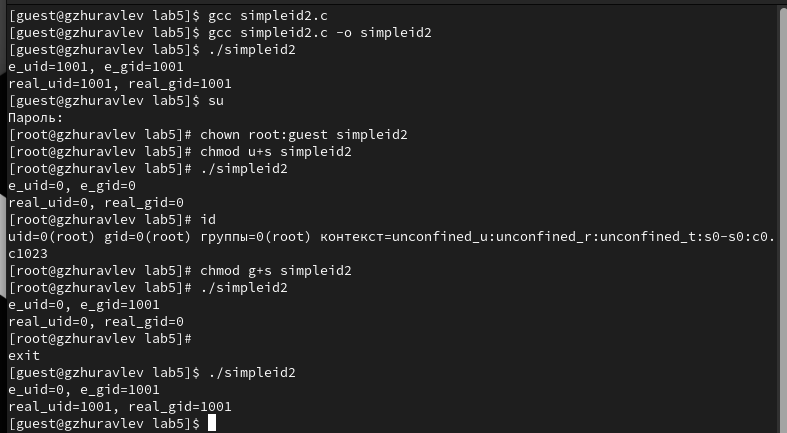 [guest@gzhuravlev lab5]$ gcc simpleid2.c
[guest@gzhuravlev lab5]$ gcc simpleid2.c -o simpleid2
[guest@gzhuravlev lab5]$ ./simpleid2
e_uid=1001, e_gid=1001
real_uid=1001, real_gid=1001
[guest@gzhuravlev lab5]$ su
Пароль:
[root@gzhuravlev lab5]# chown root:guest simpleid2
[root@gzhuravlev lab5]# chmod u+s simpleid2
[root@gzhuravlev lab5]# ./simpleid2
e_uid=0, e_gid=0
real_uid=0, real_gid=0
[root@gzhuravlev lab5]# id
uid=0(root) gid=0(root) группы=0(root) контекст=unconfined_u:unconfined_r:unconfined_t:s0-s0:c0.
c1023
[root@gzhuravlev lab5]# chmod g+s simpleid2
[root@gzhuravlev lab5]# ./simpleid2
e_uid=0, e_gid=1001
real_uid=0, real_gid=0
[root@gzhuravlev lab5]#
exit
[guest@gzhuravlev lab5]$ ./simpleid2
e_uid=0, e_gid=1001
real_uid=1001, real_gid=1001
[guest@gzhuravlev lab5]$